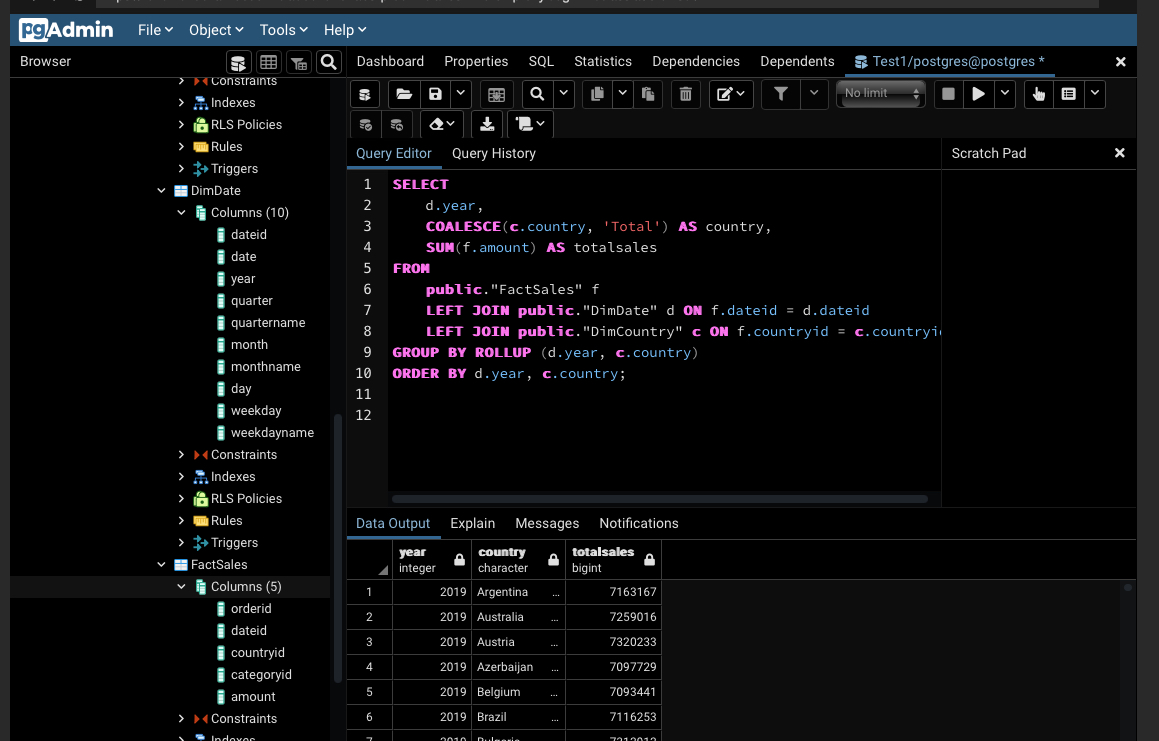 pgAdmin File Object Tools Help
Browser
Dashboard Properties SQL Statistics Dependencies Dependents Test1/postgres@postgres *
No limit
Constraints
Indexes
RLS Policies
Rules
Triggers
DimDate
Columns (10)
dateid
date
year
quarter
quartername
month
monthname
day
weekday
weekdayname
Constraints
Indexes
RLS Policies
Rules
Triggers
FactSales
Columns (5)
orderid
dateid
countryid
categoryid
amount
Constraints
Indexes
Query Editor Query History
Scratch Pad
1 SELECT
2 d.year,
3 COALESCE(c.country, 'Total') AS country,
4 SUM(f.amount) AS totalsales
5 FROM
6 public."FactSales" f
7 LEFT JOIN public."DimDate" d ON f.dateid = d.dateid
8 LEFT JOIN public."DimCountry" c ON f.countryid = c.countryi
9 GROUP BY ROLLUP (d.year, c.country)
10 ORDER BY d.year, c.country;
11
12
Data Output Explain Messages Notifications
year country totalsales
integer character bigint
1 2019 Argentina ... 7163167
2 2019 Australia ... 7259016
3 2019 Austria ... 7320233
4 2019 Azerbaijan ... 7097729
5 2019 Belgium ... 7093441
6 2019 Brazil ... 7116253